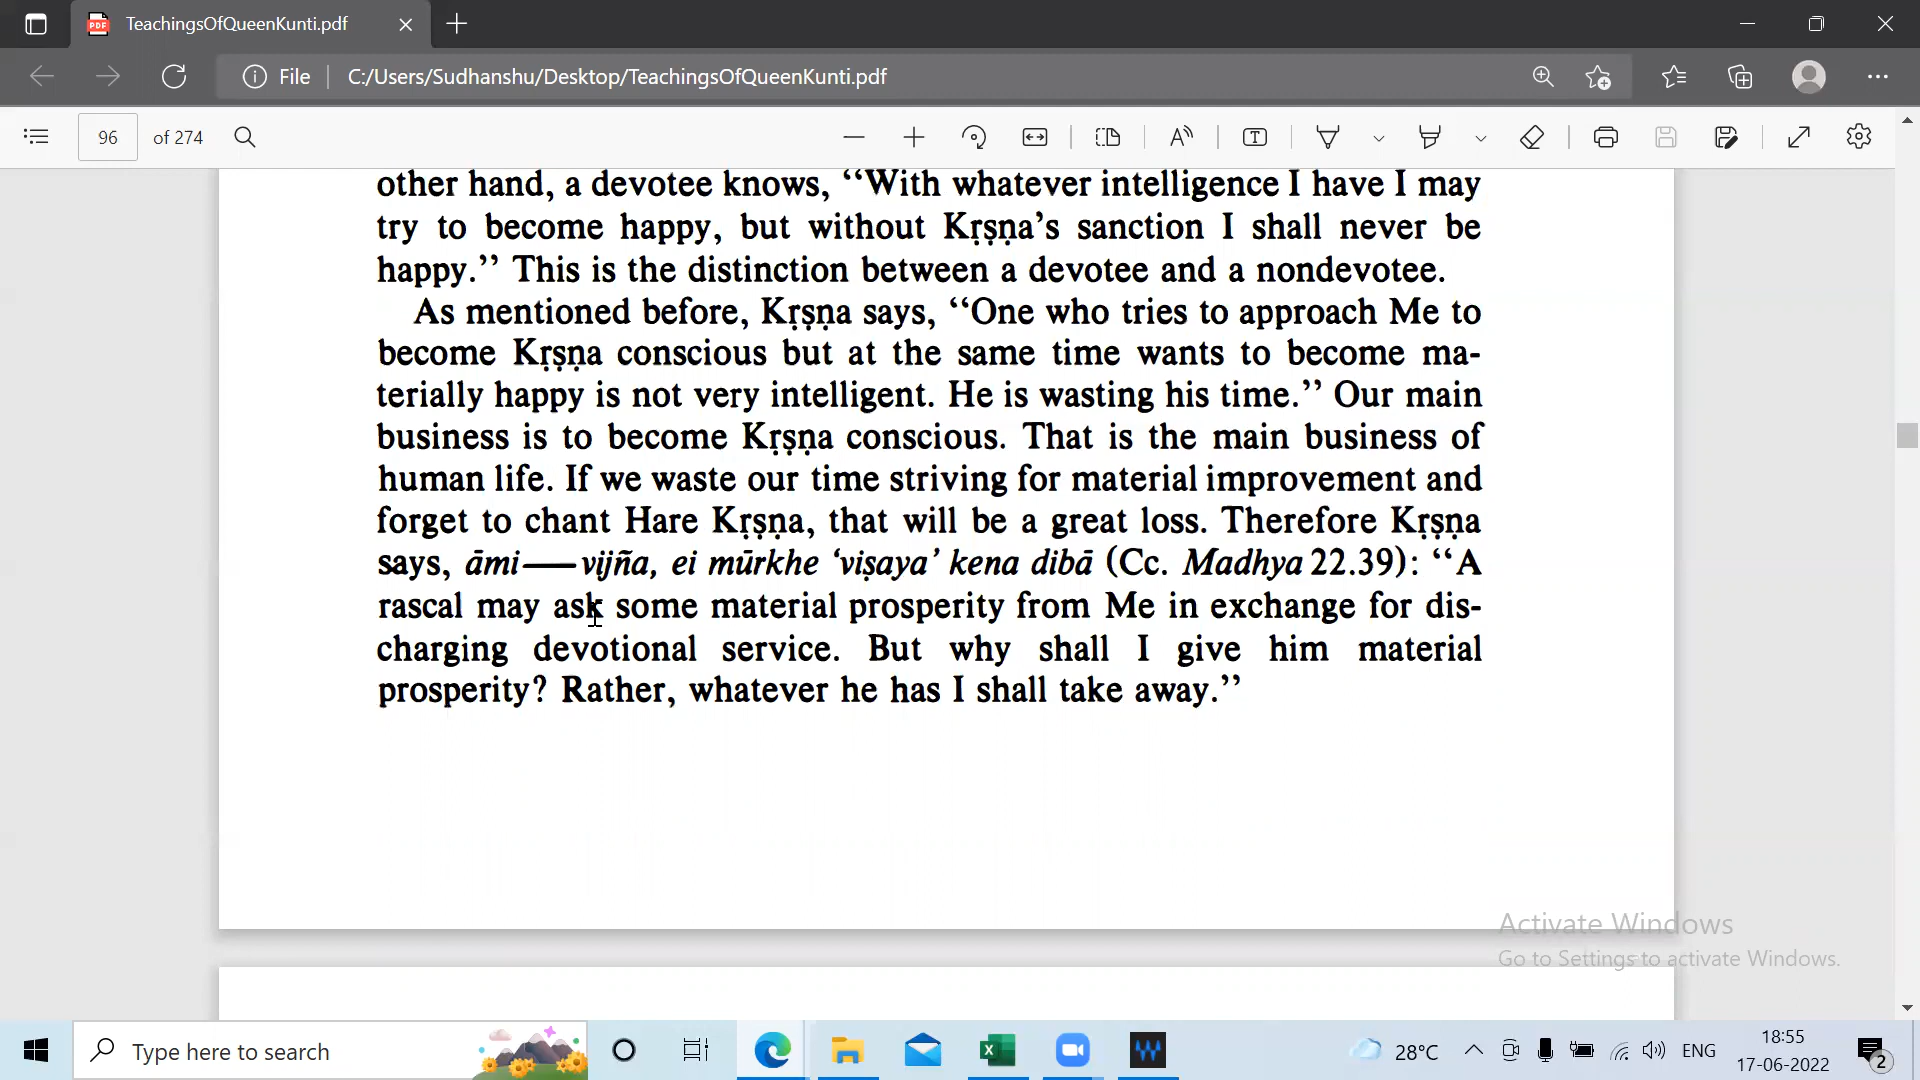 TeachingsOfQueenKunti.pdf
File
C:/Users/Sudhanshu/Desktop/TeachingsOfQueenKunti.pdf
96 of 274
other hand, a devotee knows, ‘‘With whatever intelligence I have I may
try to become happy, but without Kṛṣṇa’s sanction I shall never be
happy.’’ This is the distinction between a devotee and a nondevotee.
As mentioned before, Kṛṣṇa says, ‘‘One who tries to approach Me to
become Kṛṣṇa conscious but at the same time wants to become ma-
terially happy is not very intelligent. He is wasting his time.’’ Our main
business is to become Kṛṣṇa conscious. That is the main business of
human life. If we waste our time striving for material improvement and
forget to chant Hare Kṛṣṇa, that will be a great loss. Therefore Kṛṣṇa
says, āmi——vijña, ei mūrkhe ‘viṣaya’ kena dibā (Cc. Madhya 22.39): ‘‘A
rascal may ask some material prosperity from Me in exchange for dis-
charging devotional service. But why shall I give him material
prosperity? Rather, whatever he has I shall take away.’’
Activate Windows
Go to Settings to activate Windows.
Type here to search
28°C
ENG
18:55
17-06-2022
2